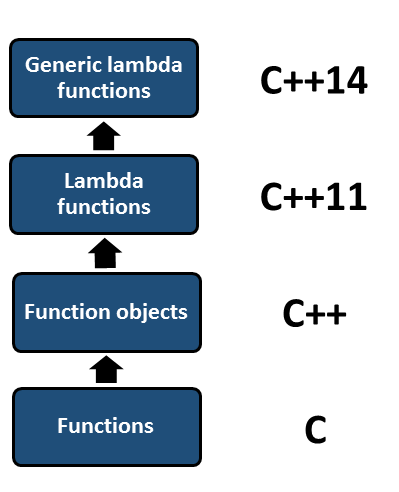 Generic lambda
functions
C++14
Lambda
functions
C++11
Function objects
C++
Functions
C